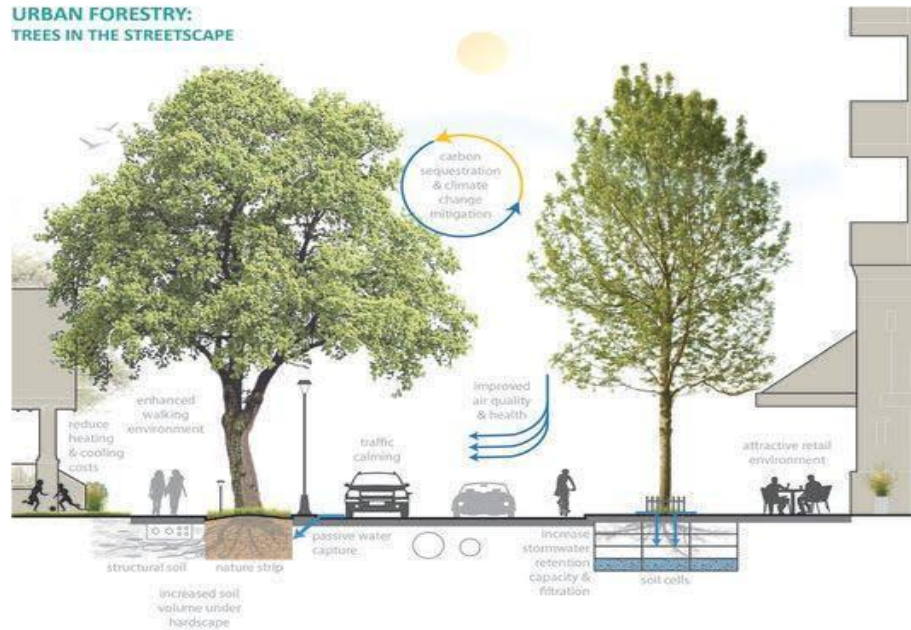 URBAN FORESTRY:
TREES IN THE STREETSCAPE
carbon
sequestration
& climate
change
mitigation
improved
air quality
& health
enhanced
walking
environment
reduce
heating
& cooling
costs
traffic
calming
attractive retail
environment
passive water
capture
increase
stormwater
retention
capacity &
filtration
structural soil
nature strip
soil cells
increased soil
volume under
hardscape